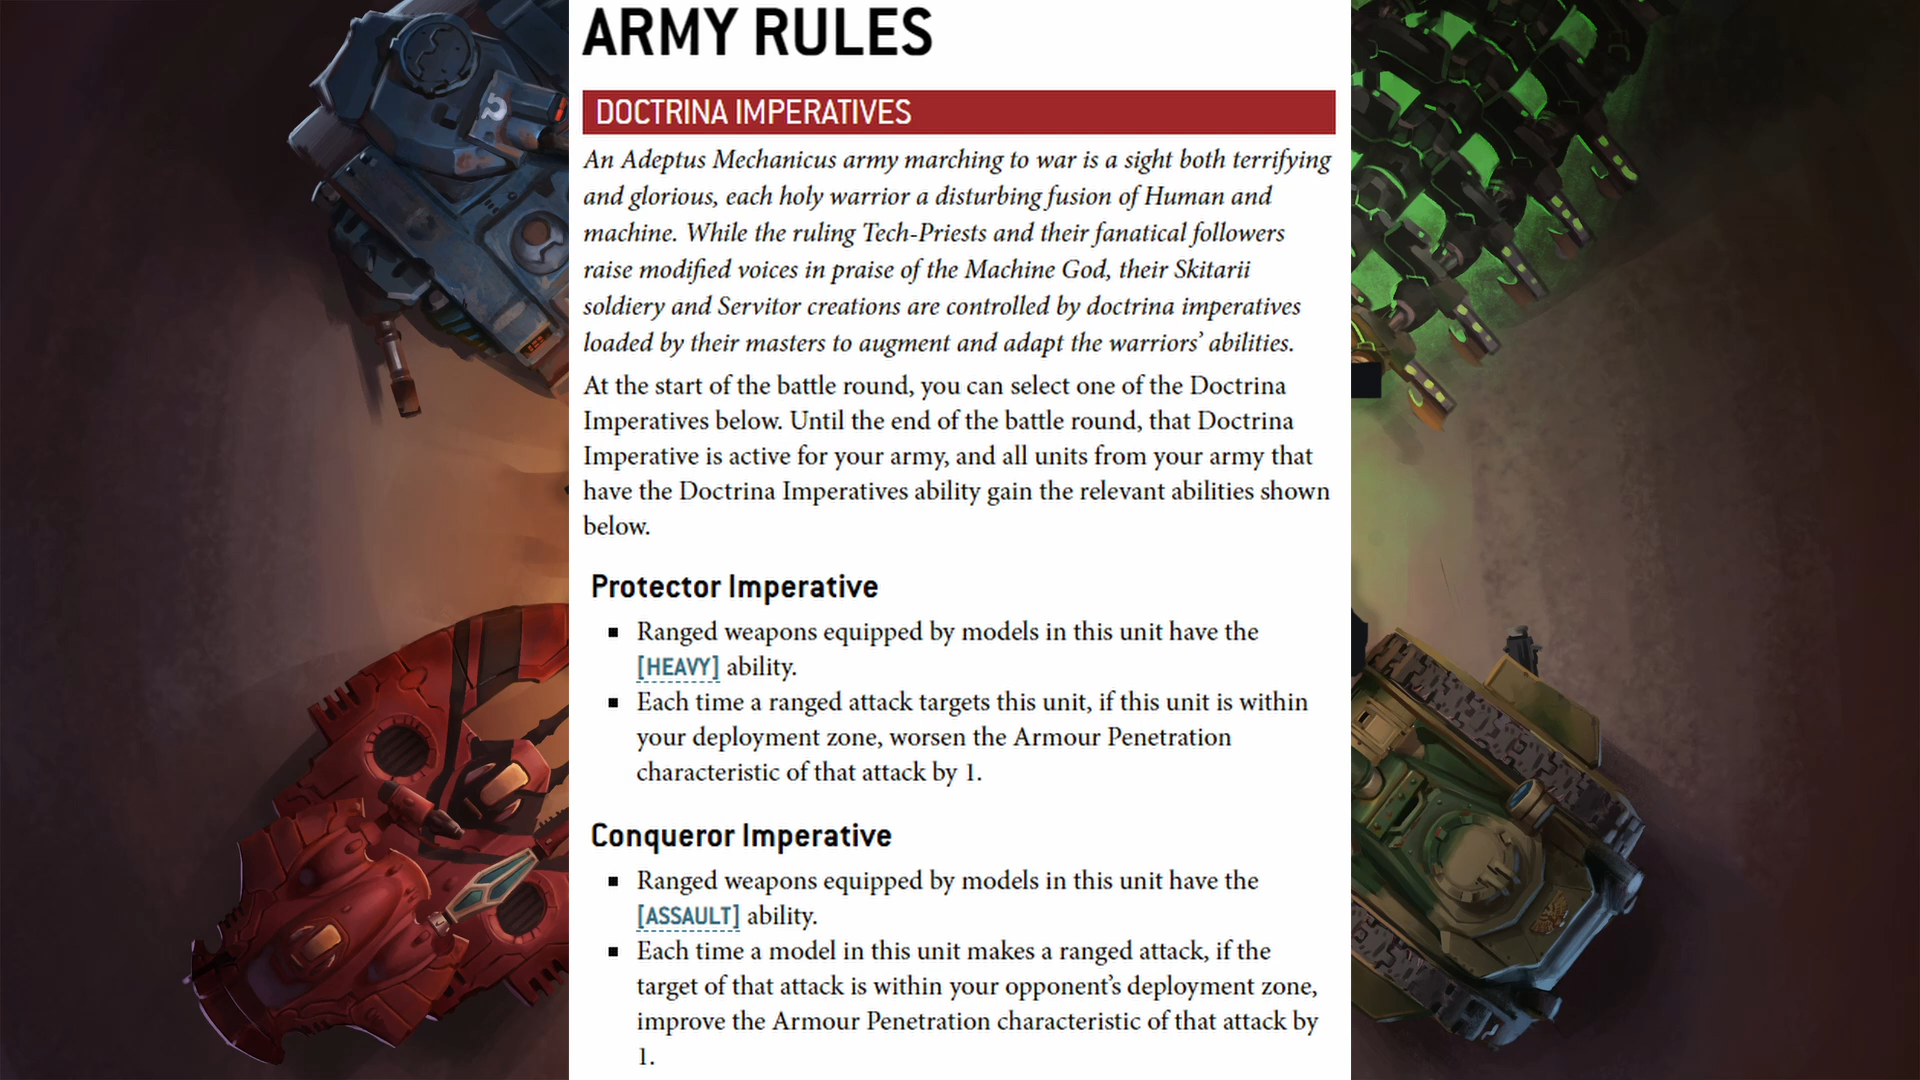 ARMY RULES
DOCTRINA IMPERATIVES
An Adeptus Mechanicus army marching to war is a sight both terrifying
and glorious, each holy warrior a disturbing fusion of Human and
machine. While the ruling Tech-Priests and their fanatical followers
raise modified voices in praise of the Machine God, their Skitarii
soldiery and Servitor creations are controlled by doctrina imperatives
loaded by their masters to augment and adapt the warriors’ abilities.
At the start of the battle round, you can select one of the Doctrina
Imperatives below. Until the end of the battle round, that Doctrina
Imperative is active for your army, and all units from your army that
have the Doctrina Imperatives ability gain the relevant abilities shown
below.
Protector Imperative
▪ Ranged weapons equipped by models in this unit have the
[HEAVY] ability.
▪ Each time a ranged attack targets this unit, if this unit is within
your deployment zone, worsen the Armour Penetration
characteristic of that attack by 1.
Conqueror Imperative
▪ Ranged weapons equipped by models in this unit have the
[ASSAULT] ability.
▪ Each time a model in this unit makes a ranged attack, if the
target of that attack is within your opponent’s deployment zone,
improve the Armour Penetration characteristic of that attack by
1.